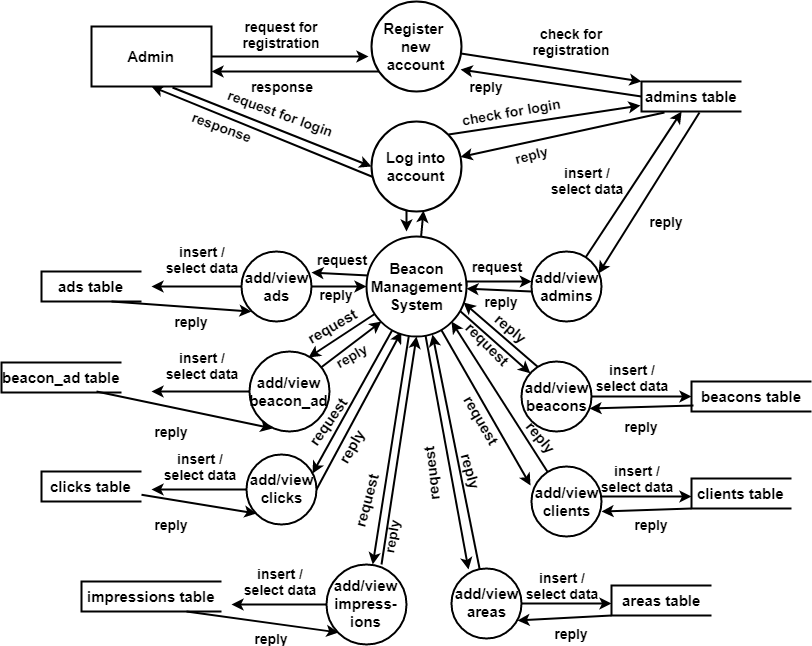 Admin
request for
registration
response
Register
new
account
check for
registration
reply
admins table
request for login
response
Log into
account
check for login
reply
insert /
select data
reply
ads table
insert /
select data
reply
add/view
ads
request
reply
Beacon
Management
System
request
reply
add/view
admins
beacon_ad table
insert /
select data
reply
add/view
beacon_ad
request
reply
reply
request
add/view
beacons
insert /
select data
reply
beacons table
clicks table
insert /
select data
reply
add/view
clicks
request
reply
request
reply
add/view
clients
insert /
select data
reply
clients table
impressions table
insert /
select data
reply
add/view
impress-
ions
request
reply
request
reply
add/view
areas
insert /
select data
reply
areas table